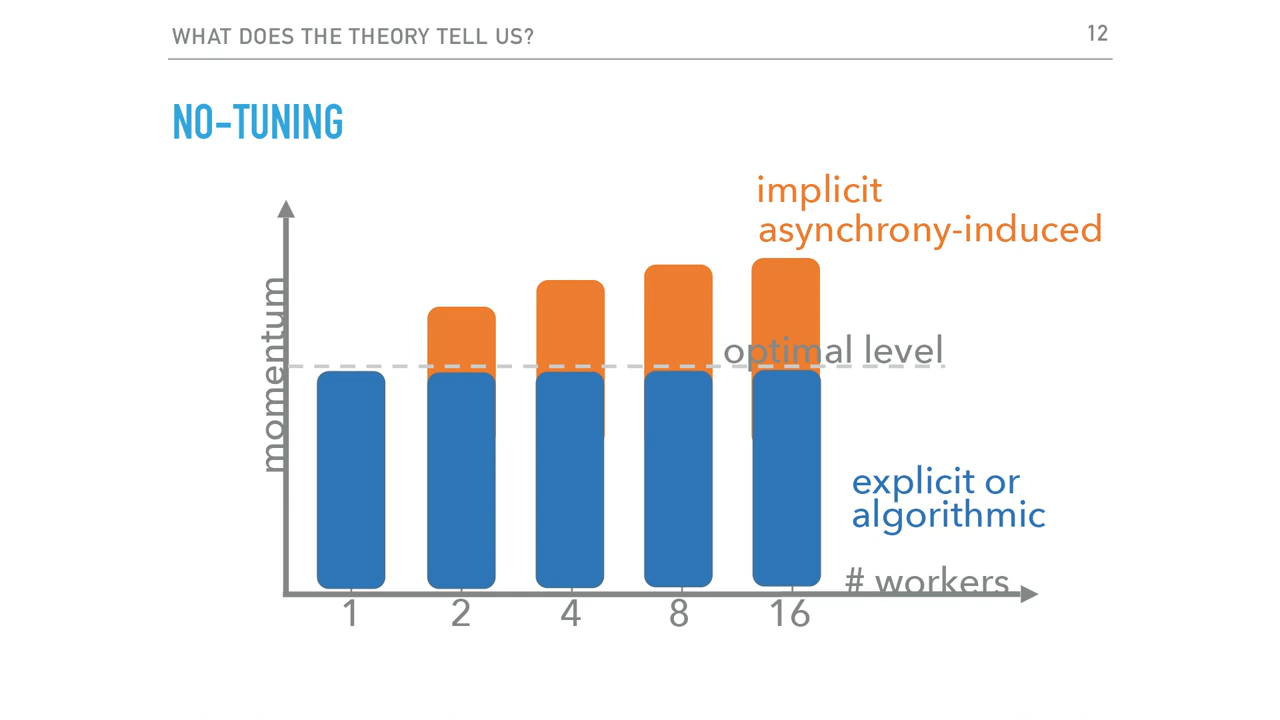 WHAT DOES THE THEORY TELL US?
12
NO-TUNING
implicit
asynchrony-induced
momentum
optimal level
explicit or
algorithmic
# workers
1 2 4 8 16